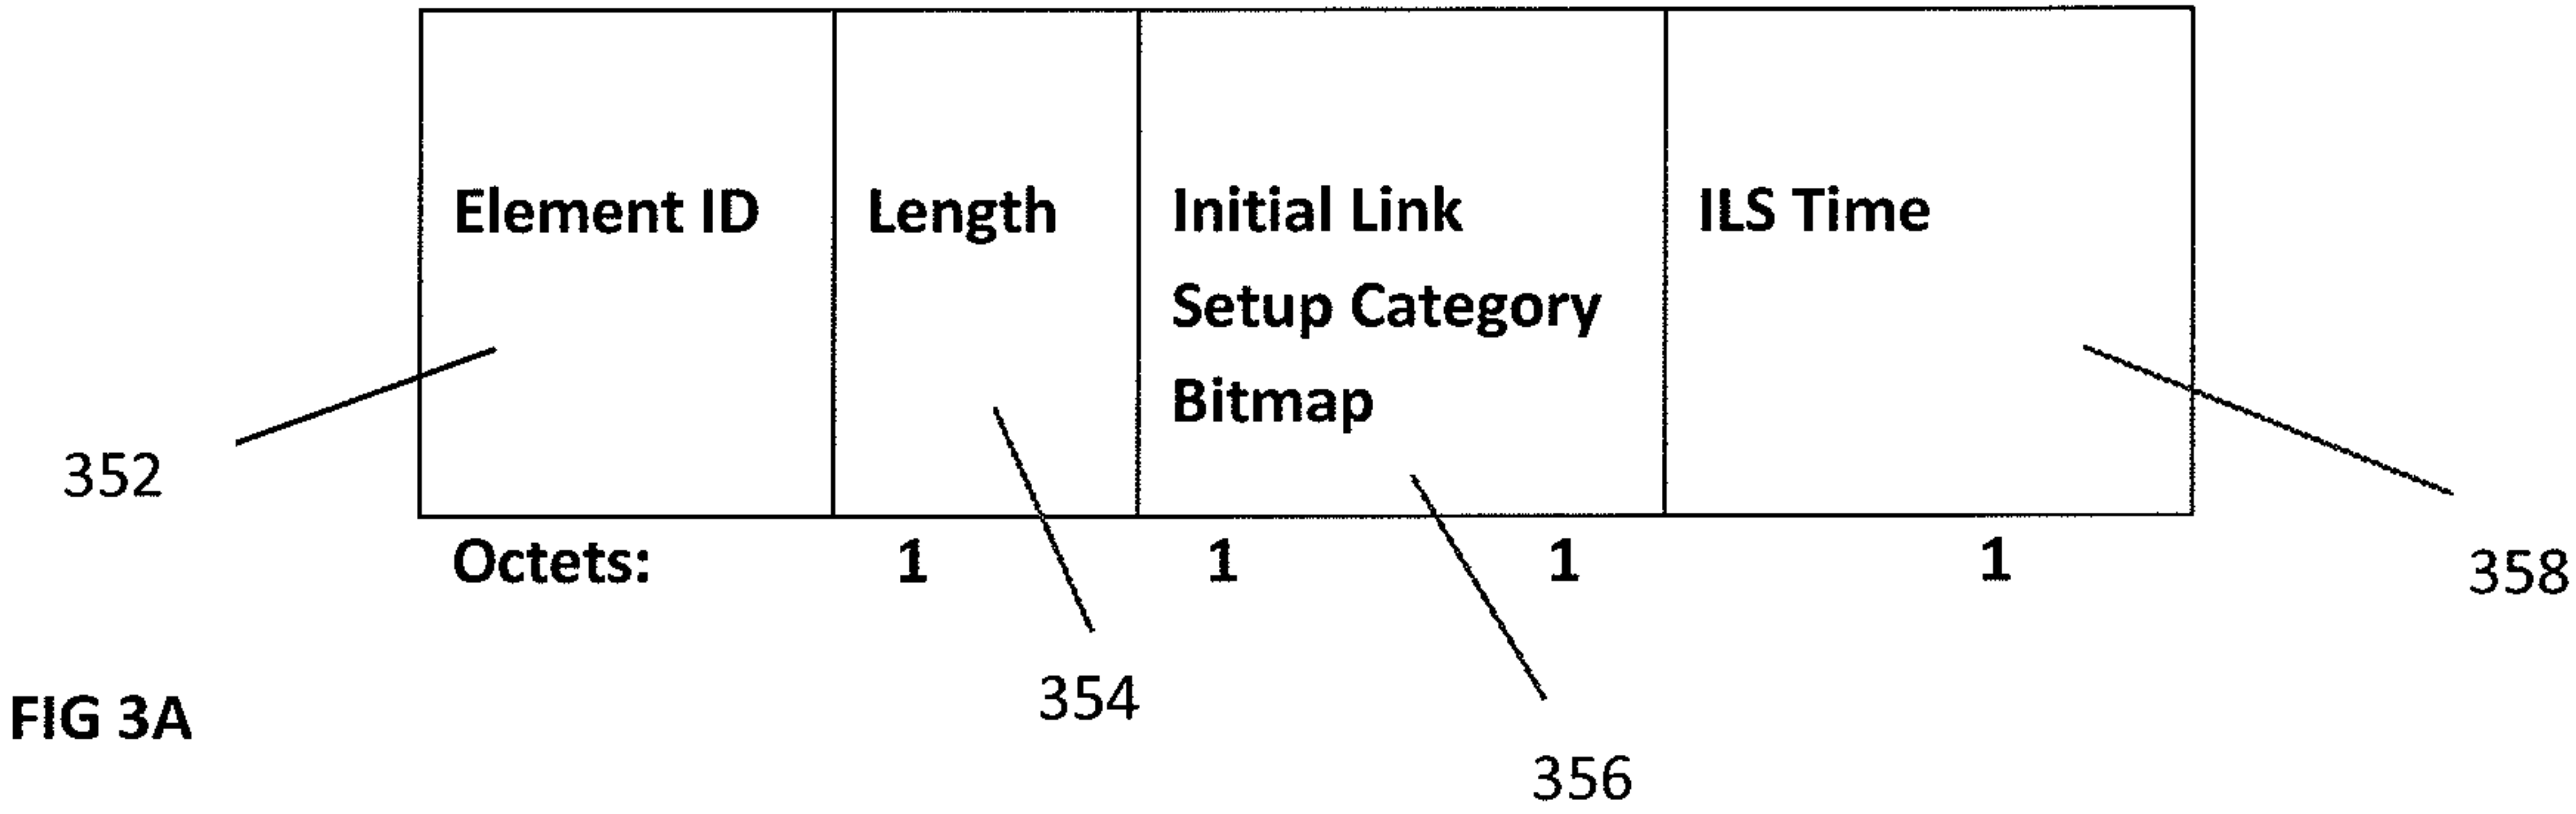 Element ID
Length
Initial Link
Setup Category
Bitmap
ILS Time
Octets: 1 1 1 1
352
354
356
358
FIG 3A